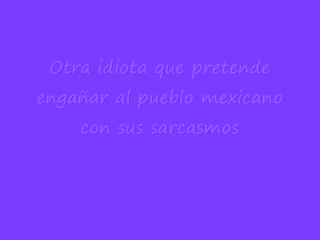 Otra idiota que pretende
engañar al pueblo mexicano
con sus sarcasmos